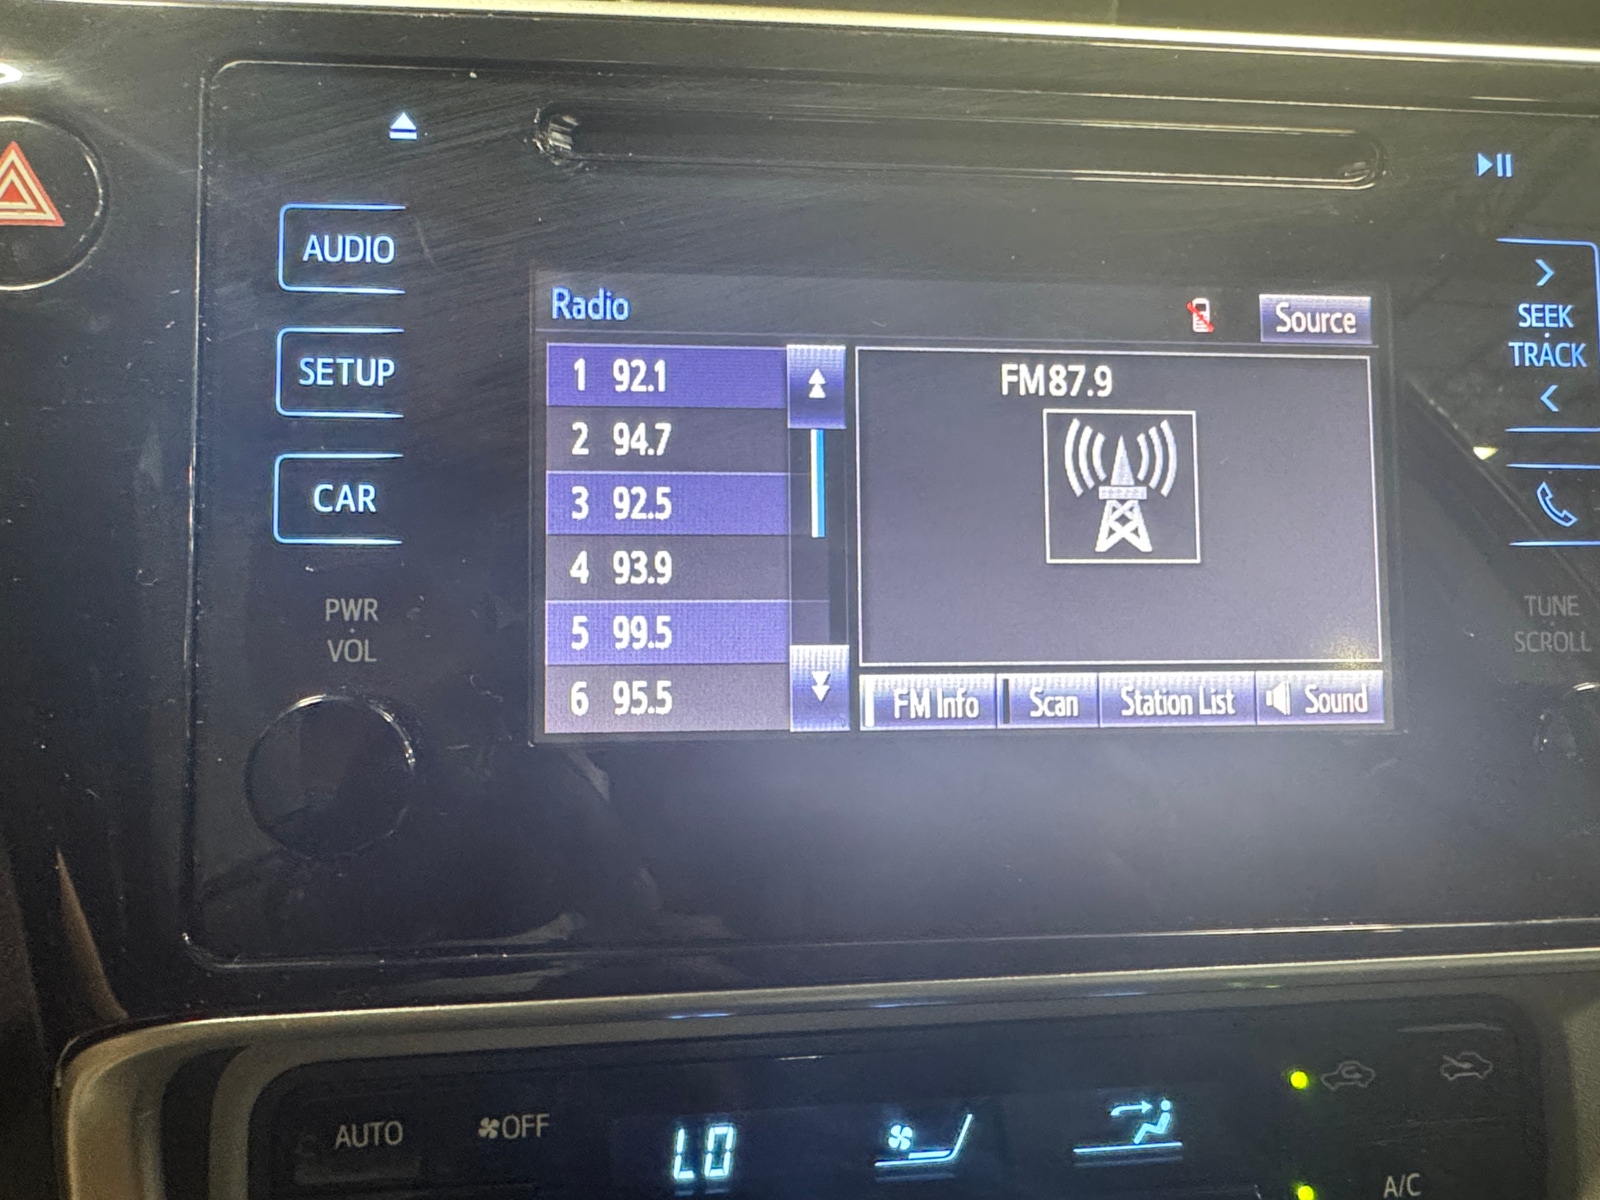 AUDIO
SETUP
CAR
PWR
VOL
Radio
Source
1 92.1
2 94.7
3 92.5
4 93.9
5 99.5
6 95.5
FM87.9
FM Info
Scan
Station List
Sound
SEEK
TRACK
TUNE
SCROLL
AUTO
OFF
LO
A/C